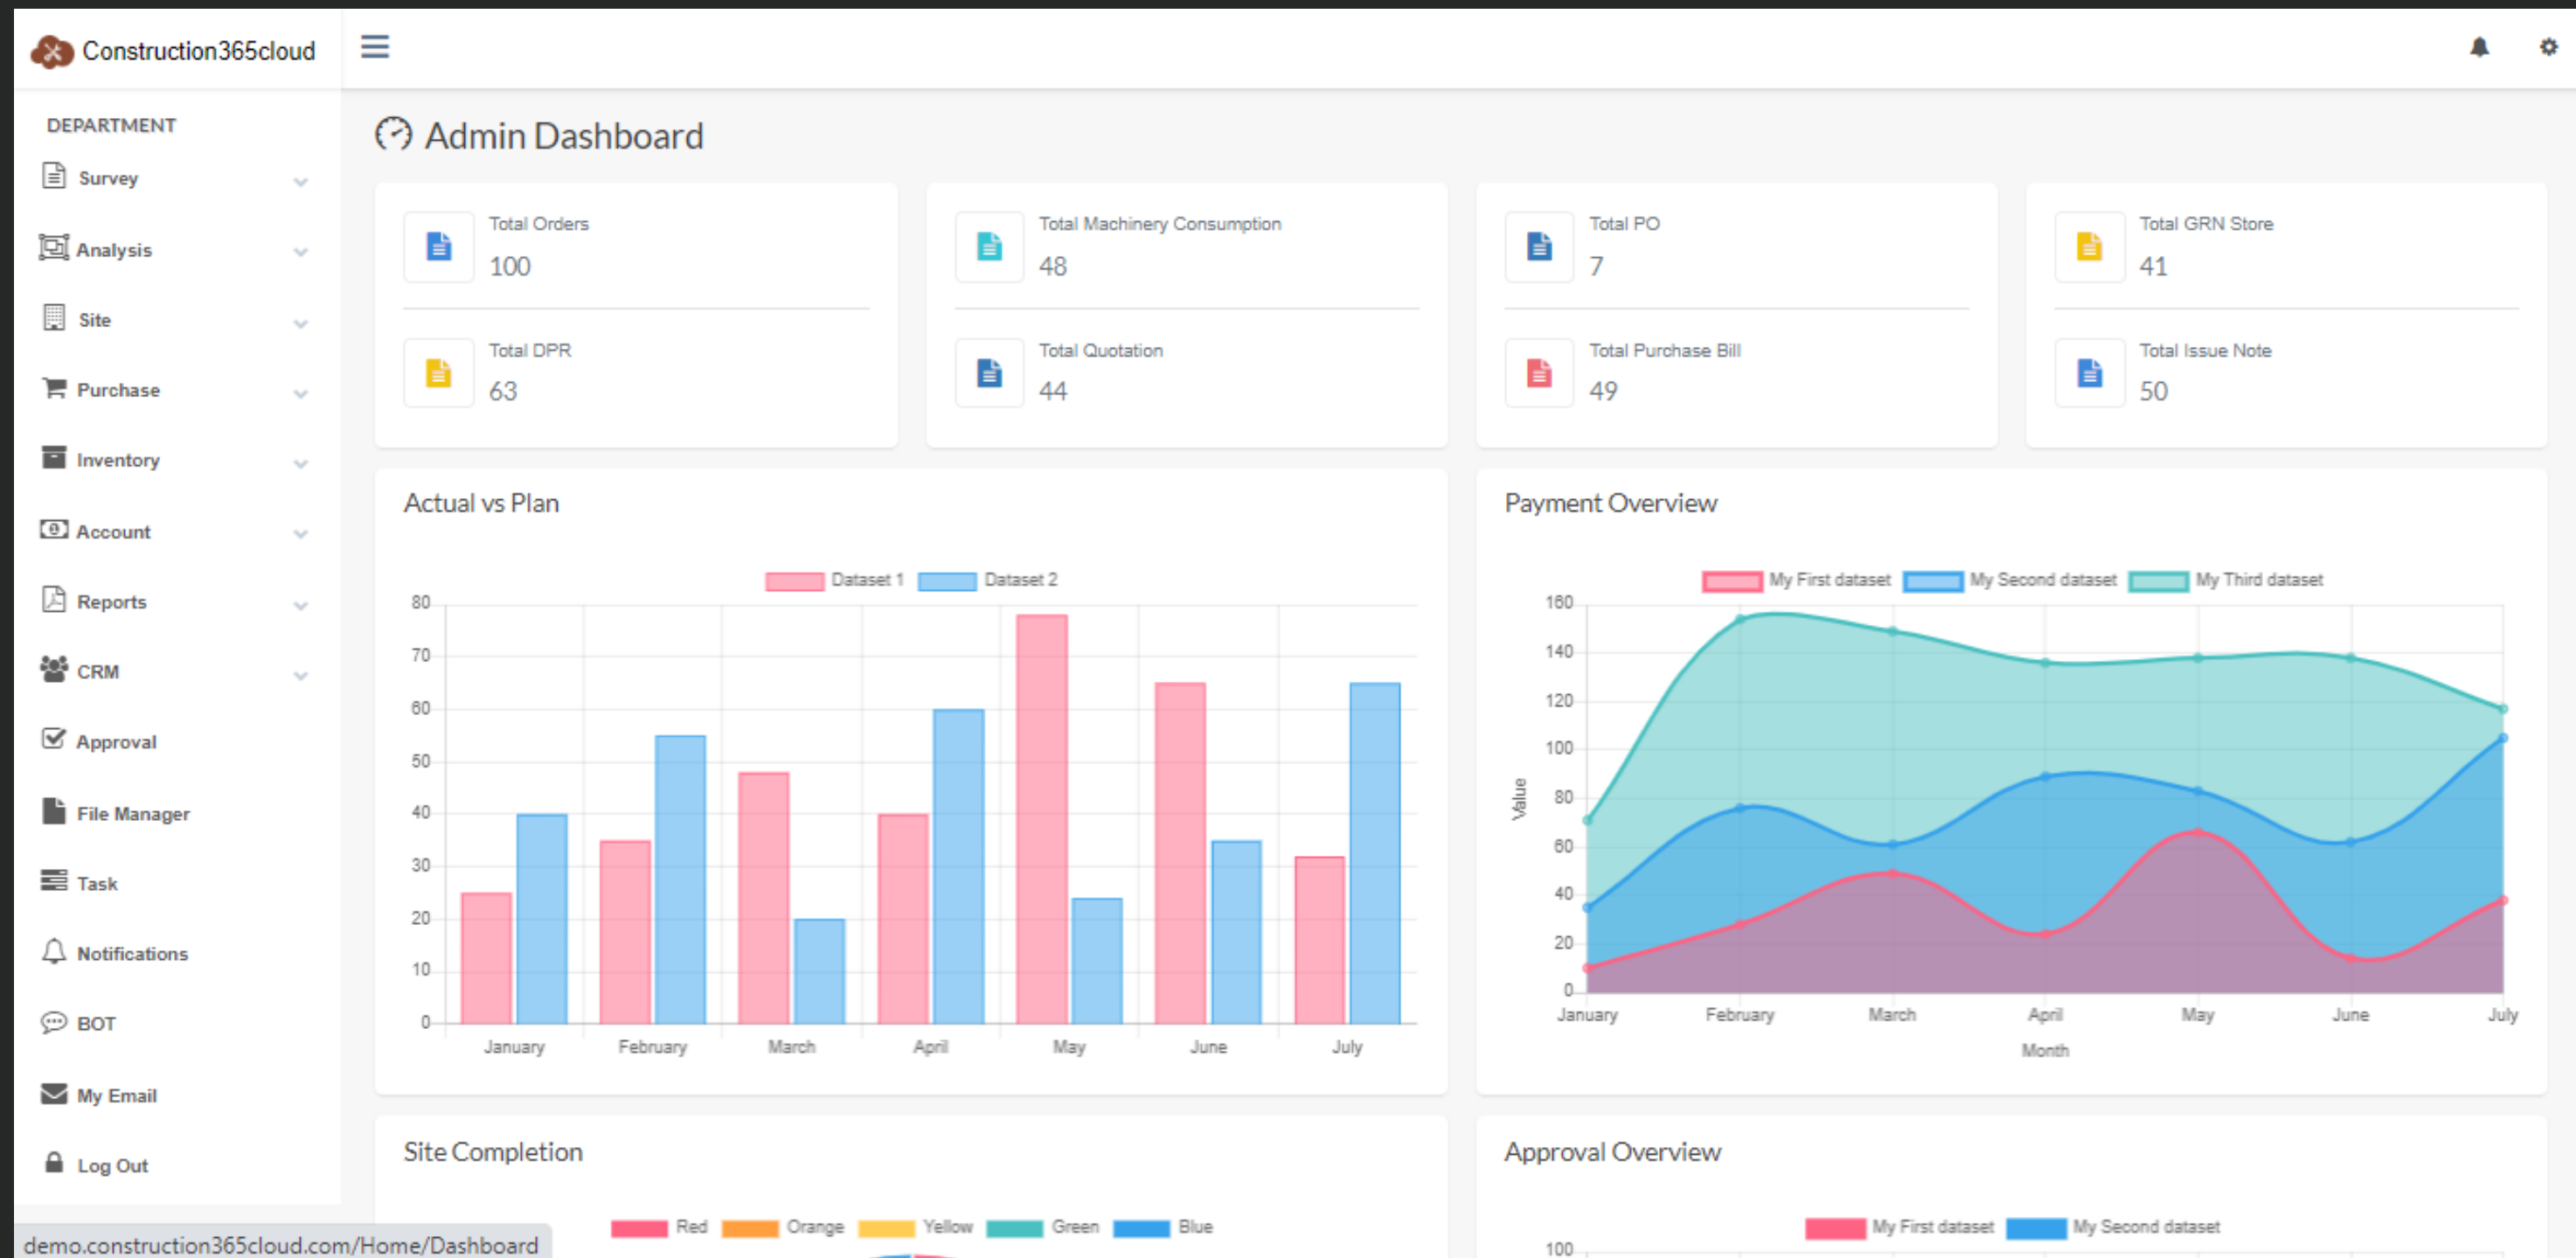 Construction365cloud
DEPARTMENT
Survey
Analysis
Site
Purchase
Inventory
Account
Reports
CRM
Approval
File Manager
Task
Notifications
BOT
My Email
Log Out
Admin Dashboard
Total Orders
100
Total DPR
63
Total Machinery Consumption
48
Total Quotation
44
Total PO
7
Total Purchase Bill
49
Total GRN Store
41
Total Issue Note
50
Actual vs Plan
Dataset 1 Dataset 2
80
70
60
50
40
30
20
10
0
January February March April May June July
Payment Overview
My First dataset My Second dataset My Third dataset
160
140
120
100
80
60
40
20
0
Value
January February March April May June July
Month
Site Completion
Red Orange Yellow Green Blue
Approval Overview
My First dataset My Second dataset
100
demo.construction365cloud.com/Home/Dashboard